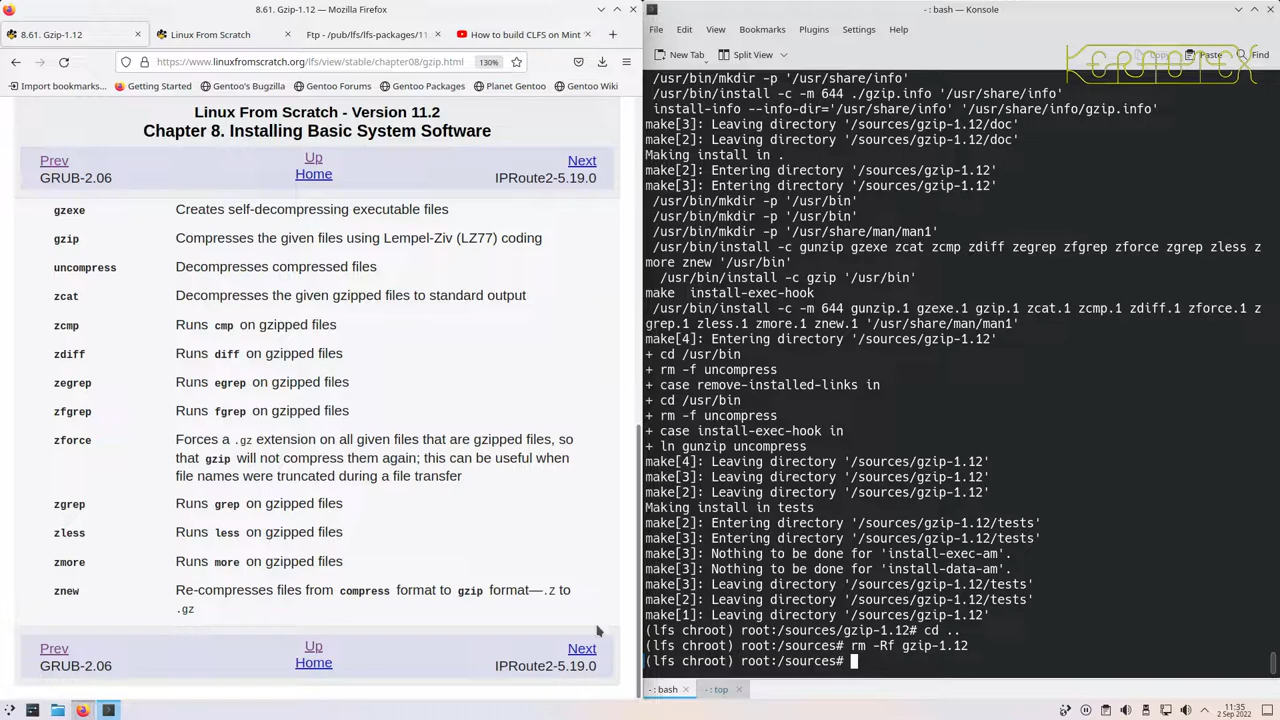 8.61. Gzip-1.12 — Mozilla Firefox
8.61. Gzip-1.12
Linux From Scratch
Ftp - /pub/lfs/lfs-packages/11
How to build CLFS on Mint
https://www.linuxfromscratch.org/lfs/view/stable/chapter08/gzip.html
130%
Import bookmarks...
Getting Started
Gentoo's Bugzilla
Gentoo Forums
Gentoo Packages
Planet Gentoo
Gentoo Wiki
Linux From Scratch - Version 11.2
Chapter 8. Installing Basic System Software
Prev
Up
Next
GRUB-2.06
Home
IPRoute2-5.19.0
gzexe Creates self-decompressing executable files
gzip Compresses the given files using Lempel-Ziv (LZ77) coding
uncompress Decompresses compressed files
zcat Decompresses the given gzipped files to standard output
zcmp Runs cmp on gzipped files
zdiff Runs diff on gzipped files
zegrep Runs egrep on gzipped files
zfgrep Runs fgrep on gzipped files
zforce Forces a .gz extension on all given files that are gzipped files, so
that gzip will not compress them again; this can be useful when
file names were truncated during a file transfer
zgrep Runs grep on gzipped files
zless Runs less on gzipped files
zmore Runs more on gzipped files
znew Re-compresses files from compress format to gzip format—.Z to
.gz
Prev
Up
Next
GRUB-2.06
Home
IPRoute2-5.19.0
- : bash — Konsole
File Edit View Bookmarks Plugins Settings Help
New Tab
Split View
Copy
Paste
Find
KERNOTEX
/usr/bin/mkdir -p '/usr/share/info'
/usr/bin/install -c -m 644 ./gzip.info '/usr/share/info'
install-info --info-dir='/usr/share/info' '/usr/share/info/gzip.info'
make[3]: Leaving directory '/sources/gzip-1.12/doc'
make[2]: Leaving directory '/sources/gzip-1.12/doc'
Making install in .
make[2]: Entering directory '/sources/gzip-1.12'
make[3]: Entering directory '/sources/gzip-1.12'
/usr/bin/mkdir -p '/usr/bin'
/usr/bin/mkdir -p '/usr/bin'
/usr/bin/mkdir -p '/usr/share/man/man1'
/usr/bin/install -c gunzip gzexe zcat zcmp zdiff zegrep zfgrep zforce zgrep zless z
more znew '/usr/bin'
/usr/bin/install -c gzip '/usr/bin'
make install-exec-hook
/usr/bin/install -c -m 644 gunzip.1 gzexe.1 gzip.1 zcat.1 zcmp.1 zdiff.1 zforce.1 z
grep.1 zless.1 zmore.1 znew.1 '/usr/share/man/man1'
make[4]: Entering directory '/sources/gzip-1.12'
+ cd /usr/bin
+ rm -f uncompress
+ case remove-installed-links in
+ cd /usr/bin
+ rm -f uncompress
+ case install-exec-hook in
+ ln gunzip uncompress
make[4]: Leaving directory '/sources/gzip-1.12'
make[3]: Leaving directory '/sources/gzip-1.12'
make[2]: Leaving directory '/sources/gzip-1.12'
Making install in tests
make[2]: Entering directory '/sources/gzip-1.12/tests'
make[3]: Entering directory '/sources/gzip-1.12/tests'
make[3]: Nothing to be done for 'install-exec-am'.
make[3]: Nothing to be done for 'install-data-am'.
make[3]: Leaving directory '/sources/gzip-1.12/tests'
make[2]: Leaving directory '/sources/gzip-1.12/tests'
make[1]: Leaving directory '/sources/gzip-1.12'
(lfs chroot) root:/sources/gzip-1.12# cd ..
(lfs chroot) root:/sources# rm -Rf gzip-1.12
(lfs chroot) root:/sources#
- : bash
- : top
11:35
2 Sep 2022